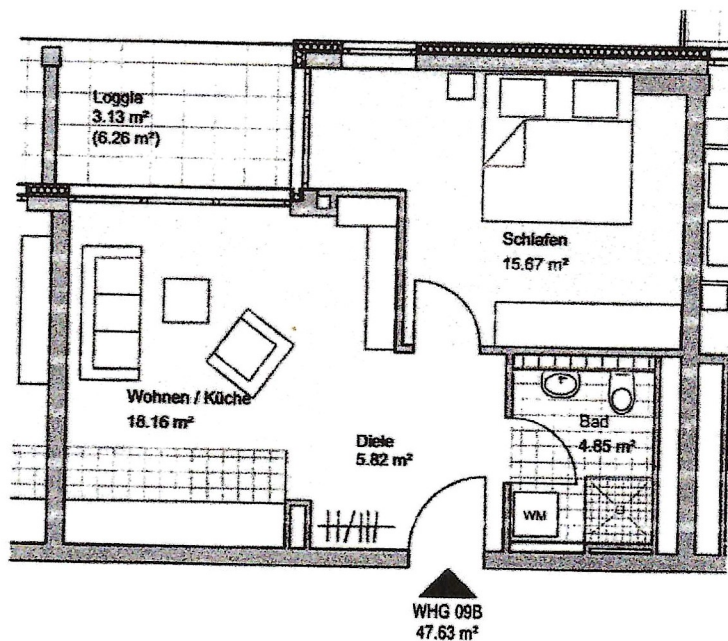 Loggia
3.13 m²
(6.26 m²)
Schlafen
15.67 m²
Wohnen / Küche
18.16 m²
Diele
5.82 m²
Bad
4.85 m²
WM
WHG 09B
47.63 m²